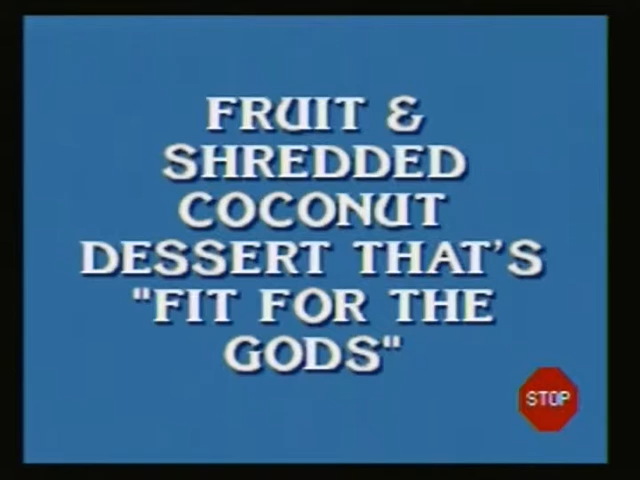 FRUIT &
SHREDDED
COCONUT
DESSERT THAT'S
"FIT FOR THE
GODS"
STOP